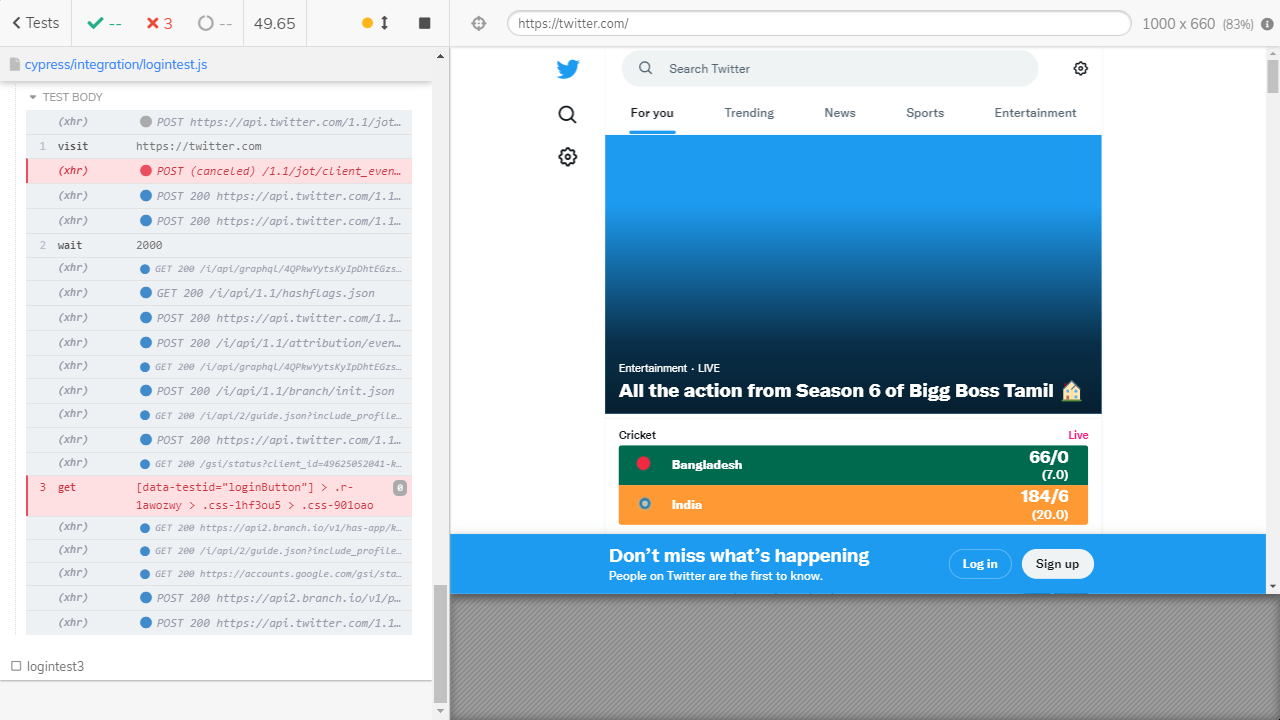 Tests
--
3
--
49.65
https://twitter.com/
1000 x 660 (83%)
cypress/integration/logintest.js
TEST BODY
(xhr) POST https://api.twitter.com/1.1/jot…
1 visit https://twitter.com
(xhr) POST (canceled) /1.1/jot/client_even…
(xhr) POST 200 https://api.twitter.com/1.1…
(xhr) POST 200 https://api.twitter.com/1.1…
2 wait 2000
(xhr) GET 200 /i/api/graphql/4QPkwYytsKyIpDhtEGzs…
(xhr) GET 200 /i/api/1.1/hashflags.json
(xhr) POST 200 https://api.twitter.com/1.1…
(xhr) POST 200 /i/api/1.1/attribution/even…
(xhr) GET 200 /i/api/graphql/4QPkwYytsKyIpDhtEGzs…
(xhr) POST 200 /i/api/1.1/branch/init.json
(xhr) GET 200 /i/api/2/guide.json?include_profile…
(xhr) POST 200 https://api.twitter.com/1.1…
(xhr) GET 200 /gsi/status?client_id=49625052041-k…
3 get [data-testid="loginButton"] > .r- 0
1awozwy > .css-1hf3ou5 > .css-901oao
(xhr) GET 200 https://api2.branch.io/v1/has-app/k…
(xhr) GET 200 /i/api/2/guide.json?include_profile…
(xhr) GET 200 https://accounts.google.com/gsi/sta…
(xhr) POST 200 https://api2.branch.io/v1/p…
(xhr) POST 200 https://api.twitter.com/1.1…
logintest3
Search Twitter
For you Trending News Sports Entertainment
Entertainment · LIVE
All the action from Season 6 of Bigg Boss Tamil
Cricket Live
Bangladesh 66/0
(7.0)
India 184/6
(20.0)
Don’t miss what’s happening
People on Twitter are the first to know.
Log in
Sign up